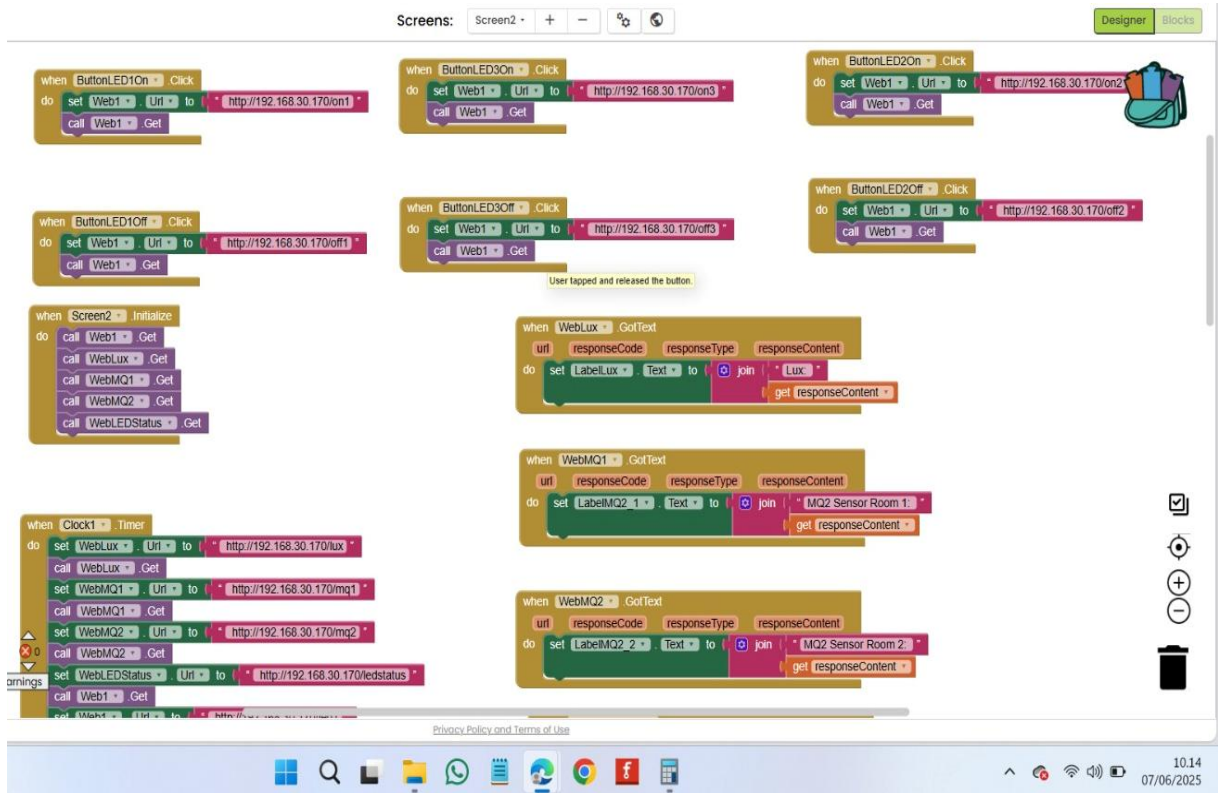 Screens: Screen2 + −
Designer Blocks
when ButtonLED1On .Click
do set Web1 . Url to " http://192.168.30.170/on1 "
call Web1 .Get
when ButtonLED3On .Click
do set Web1 . Url to " http://192.168.30.170/on3 "
call Web1 .Get
when ButtonLED2On .Click
do set Web1 . Url to " http://192.168.30.170/on2
call Web1 .Get
when ButtonLED1Off .Click
do set Web1 . Url to " http://192.168.30.170/off1 "
call Web1 .Get
when ButtonLED3Off .Click
do set Web1 . Url to " http://192.168.30.170/off3 "
call Web1 .Get
User tapped and released the button.
when ButtonLED2Off .Click
do set Web1 . Url to " http://192.168.30.170/off2 "
call Web1 .Get
when Screen2 .Initialize
do call Web1 .Get
call WebLux .Get
call WebMQ1 .Get
call WebMQ2 .Get
call WebLEDStatus .Get
when WebLux .GotText
url responseCode responseType responseContent
do set LabelLux . Text to join " Lux: "
get responseContent
when WebMQ1 .GotText
url responseCode responseType responseContent
do set LabelMQ2_1 . Text to join " MQ2 Sensor Room 1: "
get responseContent
when WebMQ2 .GotText
url responseCode responseType responseContent
do set LabelMQ2_2 . Text to join " MQ2 Sensor Room 2: "
get responseContent
when Clock1 .Timer
do set WebLux . Url to " http://192.168.30.170/lux "
call WebLux .Get
set WebMQ1 . Url to " http://192.168.30.170/mq1 "
call WebMQ1 .Get
set WebMQ2 . Url to " http://192.168.30.170/mq2 "
0 call WebMQ2 .Get
arnings set WebLEDStatus . Url to " http://192.168.30.170/ledstatus "
call Web1 .Get
set Web1 . Url to
Privacy Policy and Terms of Use
10.14
07/06/2025